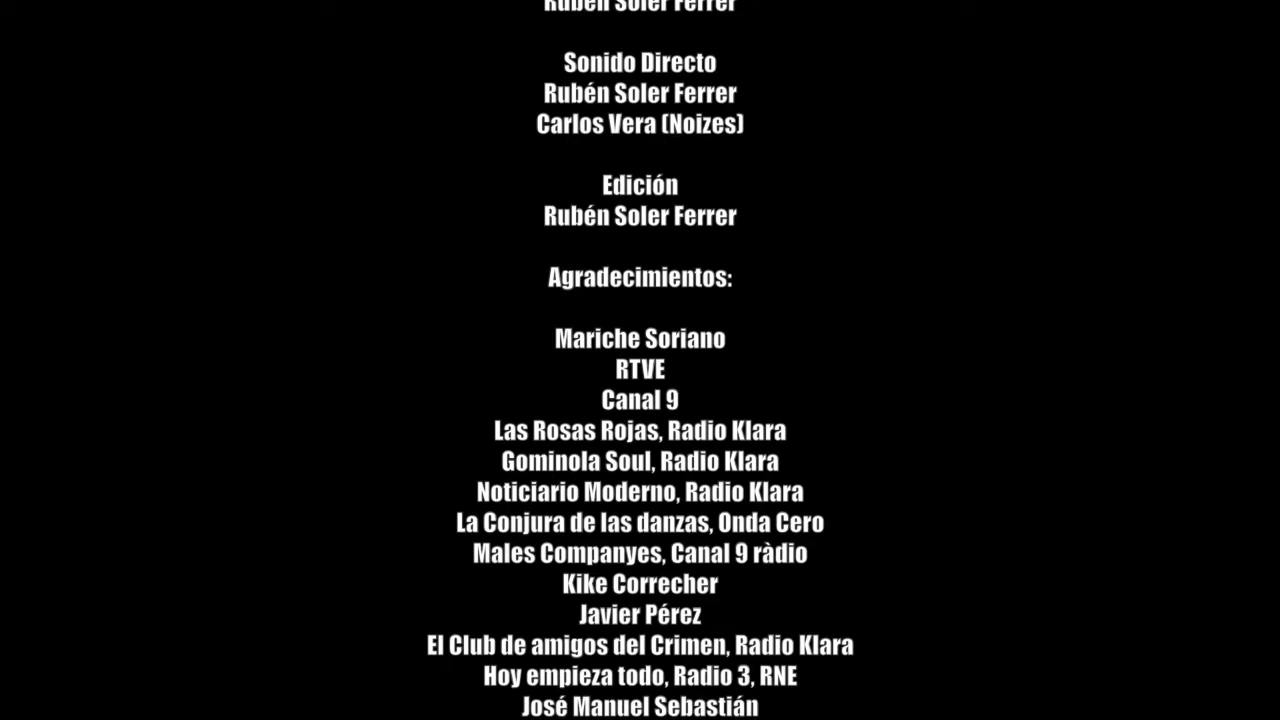 Rubén Soler Ferrer
Sonido Directo
Rubén Soler Ferrer
Carlos Vera (Noizes)
Edición
Rubén Soler Ferrer
Agradecimientos:
Mariche Soriano
RTVE
Canal 9
Las Rosas Rojas, Radio Klara
Gominola Soul, Radio Klara
Noticiario Moderno, Radio Klara
La Conjura de las danzas, Onda Cero
Males Companyes, Canal 9 ràdio
Kike Correcher
Javier Pérez
El Club de amigos del Crimen, Radio Klara
Hoy empieza todo, Radio 3, RNE
José Manuel Sebastián